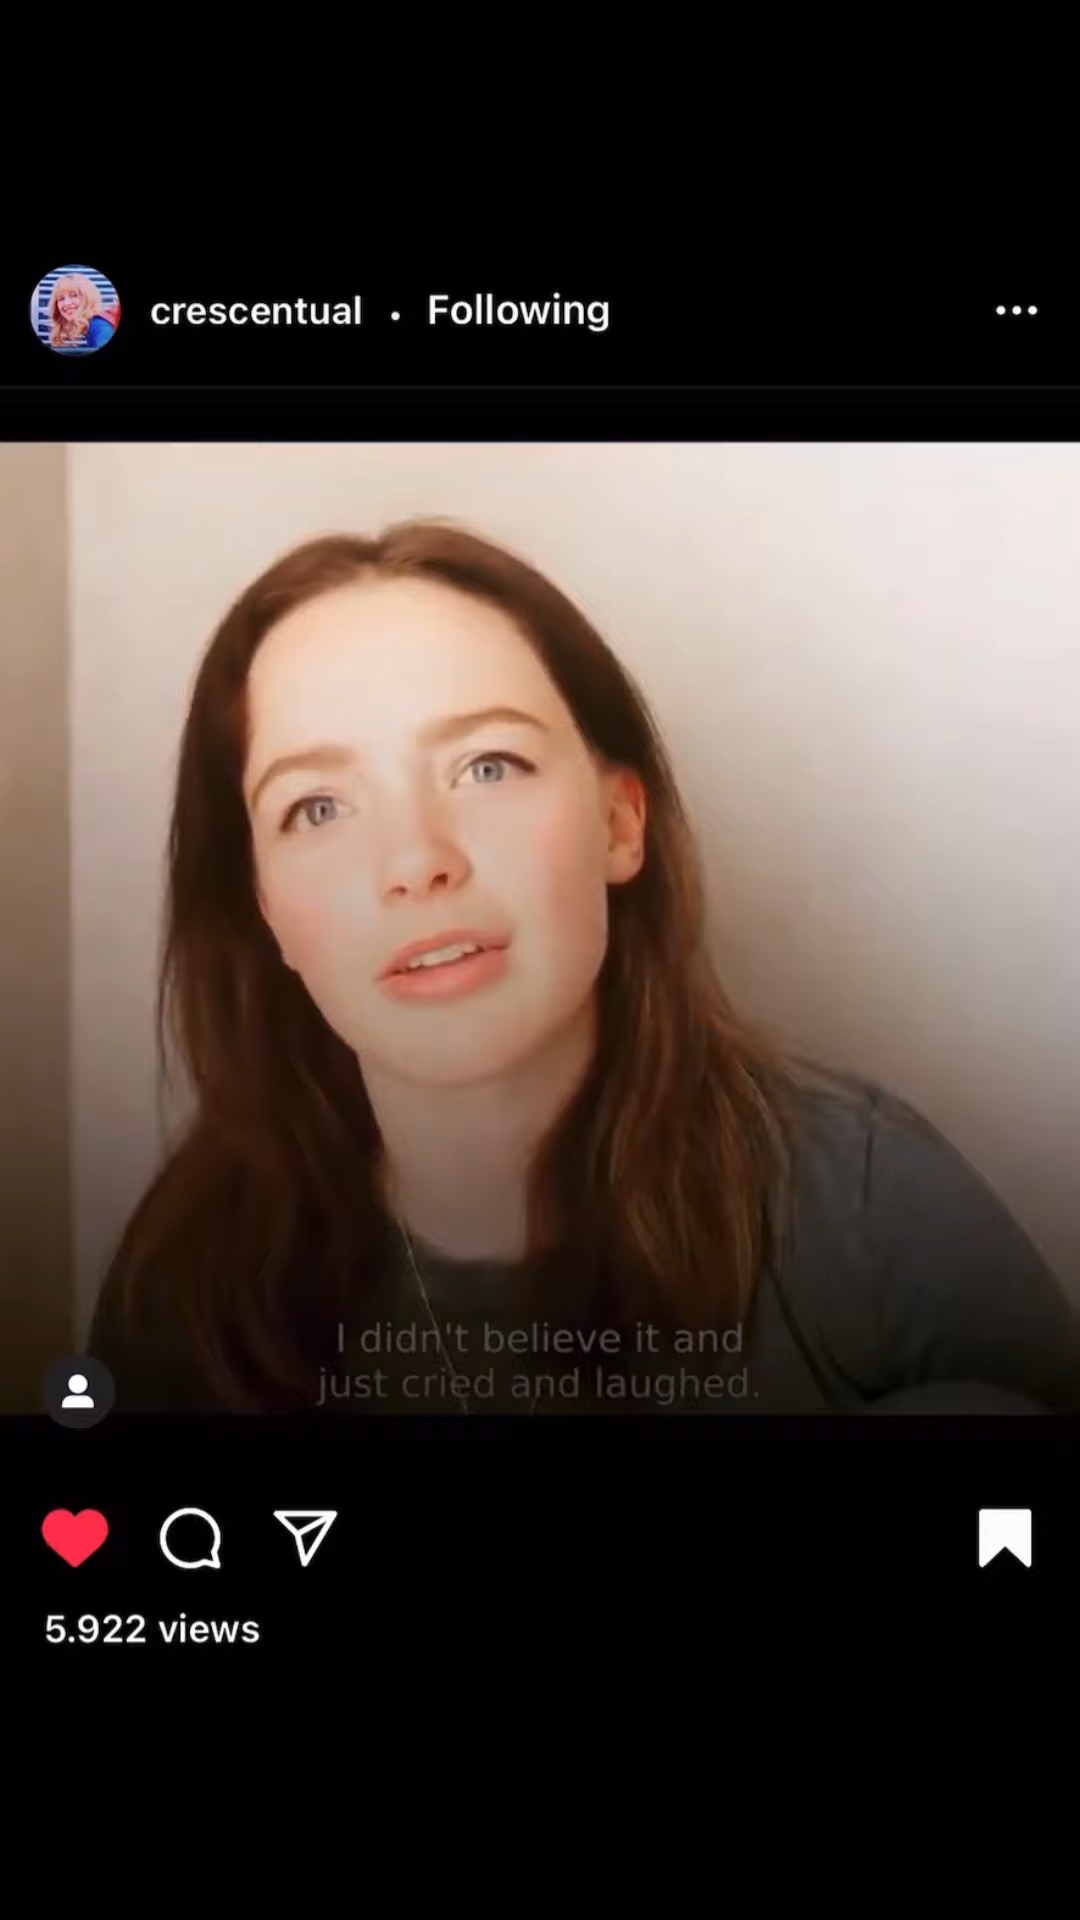 crescentual • Following
I didn't believe it and
just cried and laughed.
5.922 views